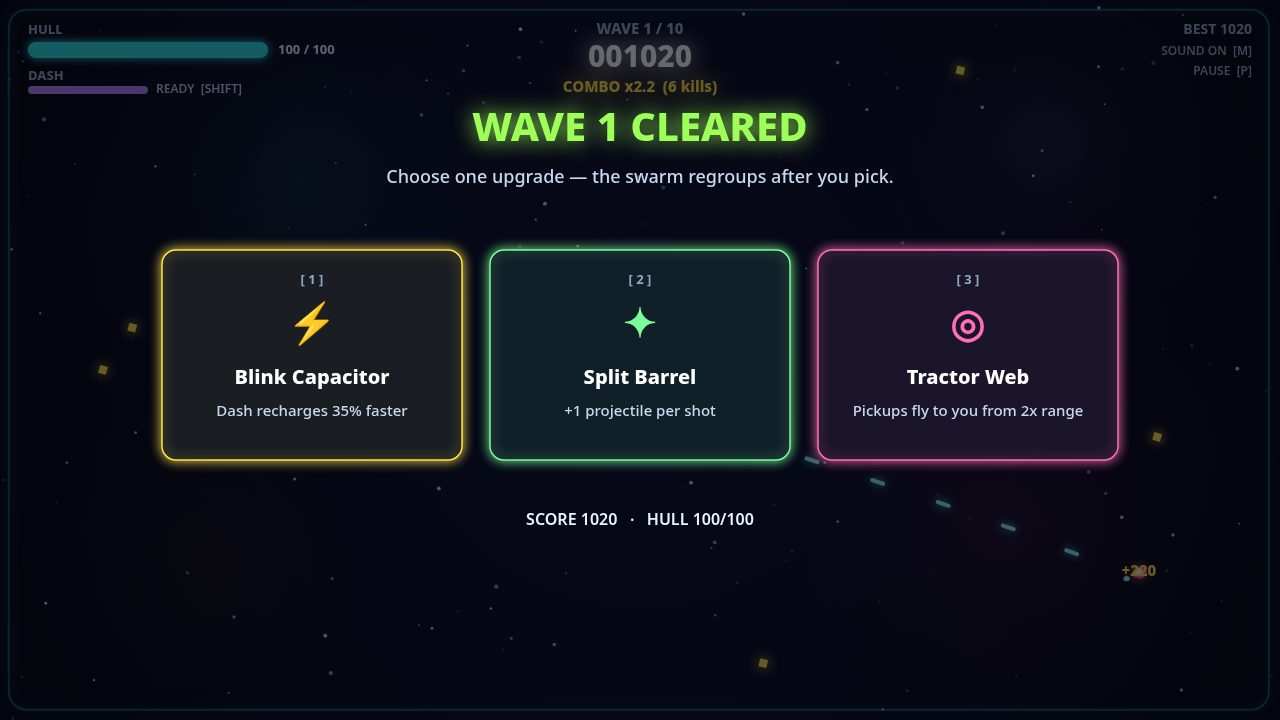 HULL
100 / 100
DASH
READY [SHIFT]
WAVE 1 / 10
001020
COMBO x2.2 (6 kills)
BEST 1020
SOUND ON [M]
PAUSE [P]
WAVE 1 CLEARED
Choose one upgrade — the swarm regroups after you pick.
[ 1 ]
⚡
Blink Capacitor
Dash recharges 35% faster
[ 2 ]
✦
Split Barrel
+1 projectile per shot
[ 3 ]
◎
Tractor Web
Pickups fly to you from 2x range
SCORE 1020 · HULL 100/100
+220